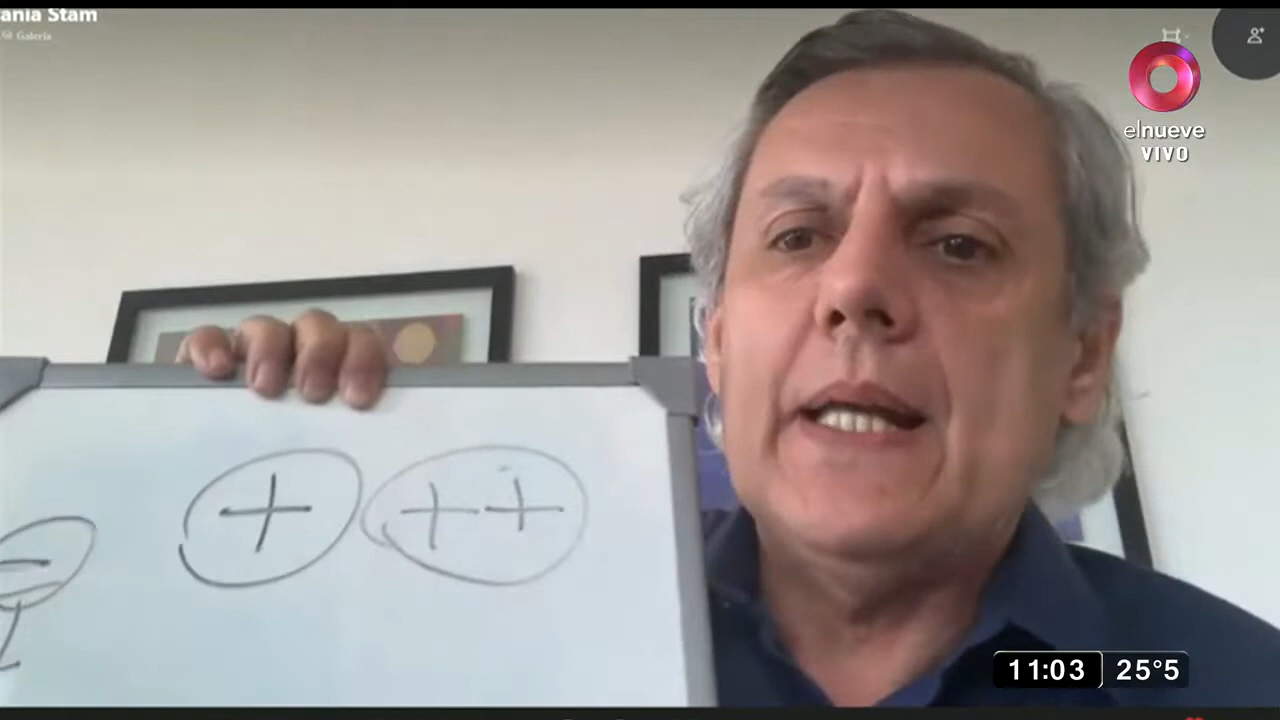 ania Stam
Galería
elnueve
VIVO
+ ++
-
11:03 25°5